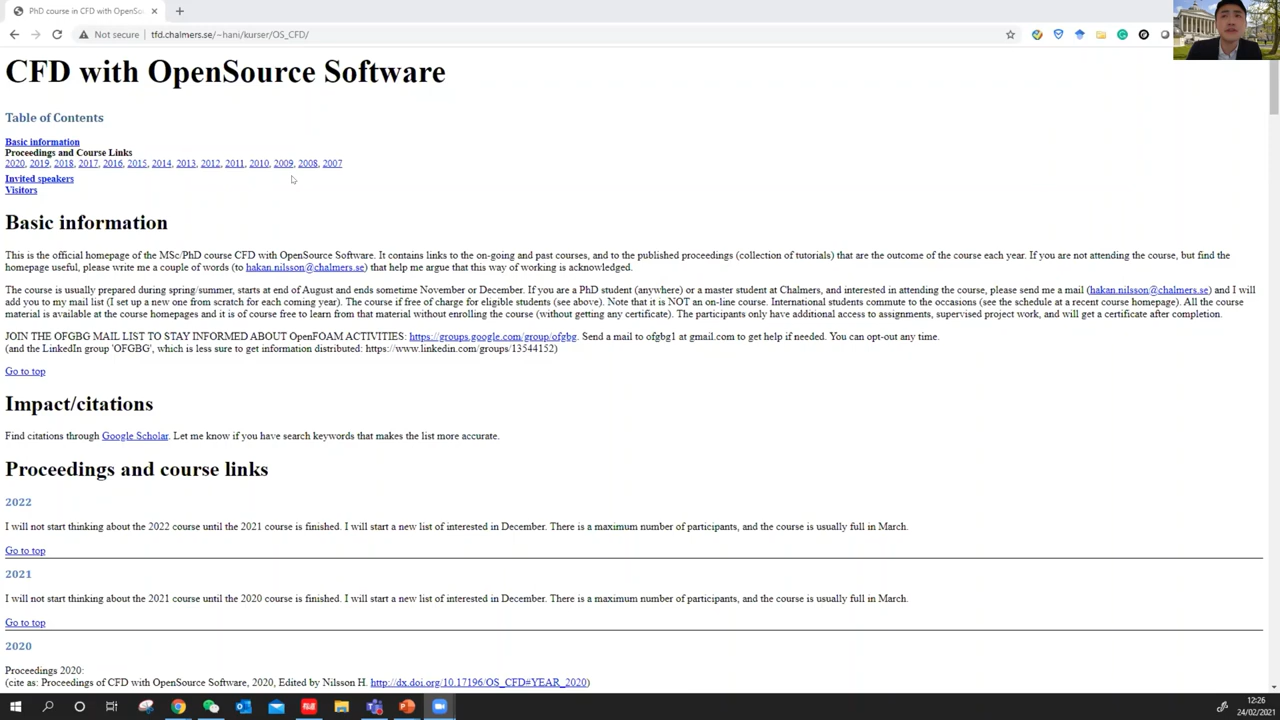 PhD course in CFD with OpenSo
Not secure
tfd.chalmers.se/~hani/kurser/OS_CFD/
CFD with OpenSource Software
Table of Contents
Basic information
Proceedings and Course Links
2020, 2019, 2018, 2017, 2016, 2015, 2014, 2013, 2012, 2011, 2010, 2009, 2008, 2007
Invited speakers
Visitors
Basic information
This is the official homepage of the MSc/PhD course CFD with OpenSource Software. It contains links to the on-going and past courses, and to the published proceedings (collection of tutorials) that are the outcome of the course each year. If you are not attending the course, but find the
homepage useful, please write me a couple of words (to hakan.nilsson@chalmers.se) that help me argue that this way of working is acknowledged.
The course is usually prepared during spring/summer, starts at end of August and ends sometime November or December. If you are a PhD student (anywhere) or a master student at Chalmers, and interested in attending the course, please send me a mail (hakan.nilsson@chalmers.se) and I will
add you to my mail list (I set up a new one from scratch for each coming year). The course if free of charge for eligible students (see above). Note that it is NOT an on-line course. International students commute to the occasions (see the schedule at a recent course homepage). All the course
material is available at the course homepages and it is of course free to learn from that material without enrolling the course (without getting any certificate). The participants only have additional access to assignments, supervised project work, and will get a certificate after completion.
JOIN THE OFGBG MAIL LIST TO STAY INFORMED ABOUT OpenFOAM ACTIVITIES: https://groups.google.com/group/ofgbg. Send a mail to ofgbg1 at gmail.com to get help if needed. You can opt-out any time.
(and the LinkedIn group 'OFGBG', which is less sure to get information distributed: https://www.linkedin.com/groups/13544152)
Go to top
Impact/citations
Find citations through Google Scholar. Let me know if you have search keywords that makes the list more accurate.
Proceedings and course links
2022
I will not start thinking about the 2022 course until the 2021 course is finished. I will start a new list of interested in December. There is a maximum number of participants, and the course is usually full in March.
Go to top
2021
I will not start thinking about the 2021 course until the 2020 course is finished. I will start a new list of interested in December. There is a maximum number of participants, and the course is usually full in March.
Go to top
2020
Proceedings 2020:
(cite as: Proceedings of CFD with OpenSource Software, 2020, Edited by Nilsson H. http://dx.doi.org/10.17196/OS_CFD#YEAR_2020)
12:26
24/02/2021